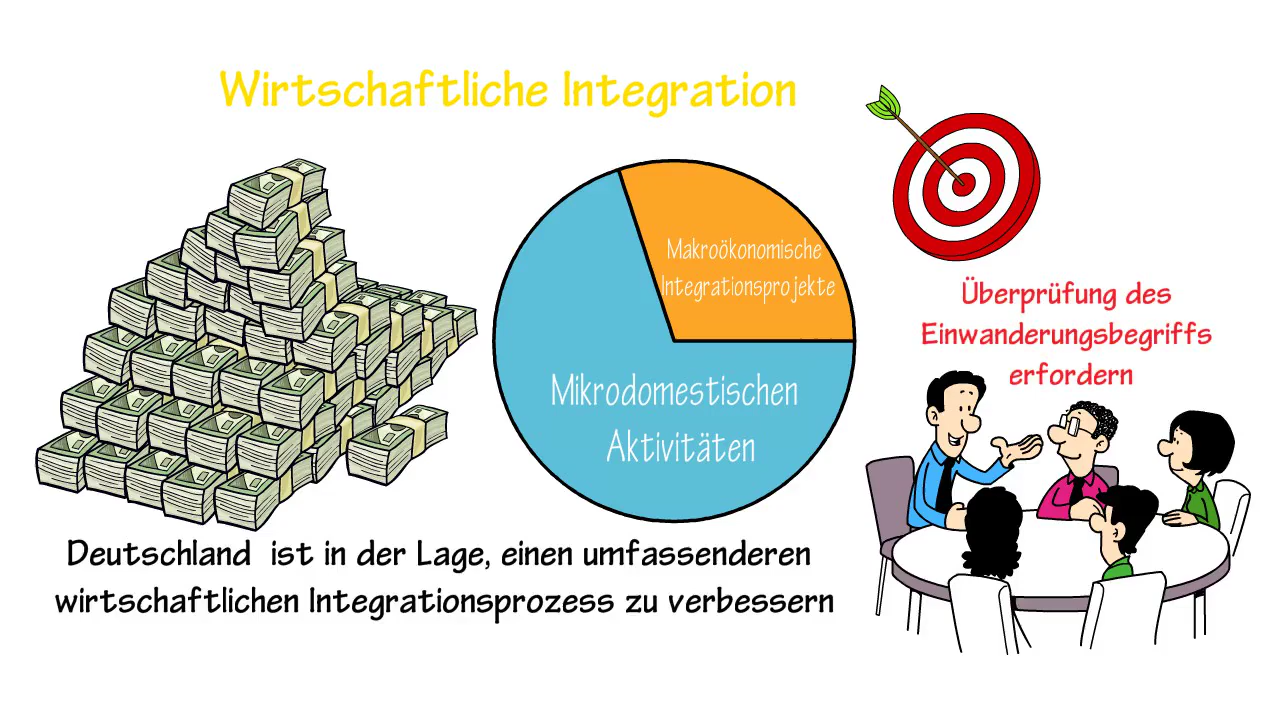 Wirtschaftliche Integration
Makroökonomische
Integrationsprojekte
Mikrodomestischen
Aktivitäten
Überprüfung des
Einwanderungsbegriffs
erfordern
Deutschland ist in der Lage, einen umfassenderen
wirtschaftlichen Integrationsprozess zu verbessern